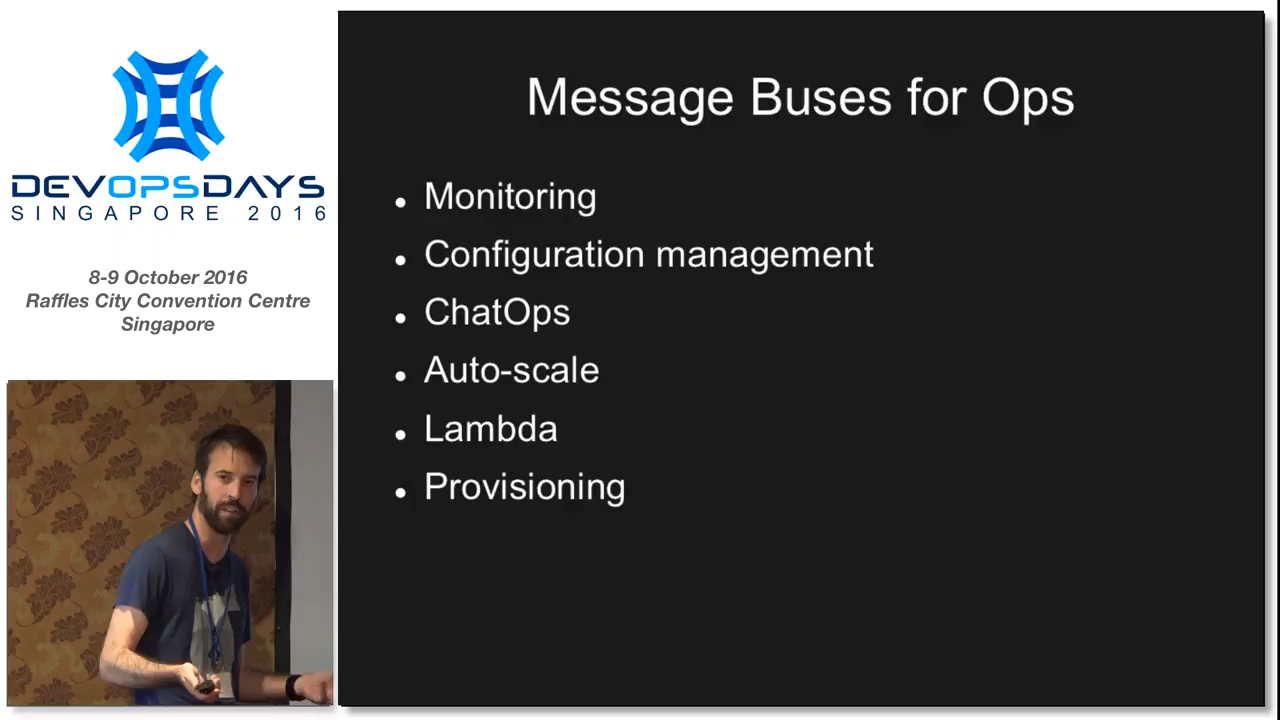 DEVOPSDAYS
SINGAPORE 2016
8-9 October 2016
Raffles City Convention Centre
Singapore
Message Buses for Ops
Monitoring
Configuration management
ChatOps
Auto-scale
Lambda
Provisioning